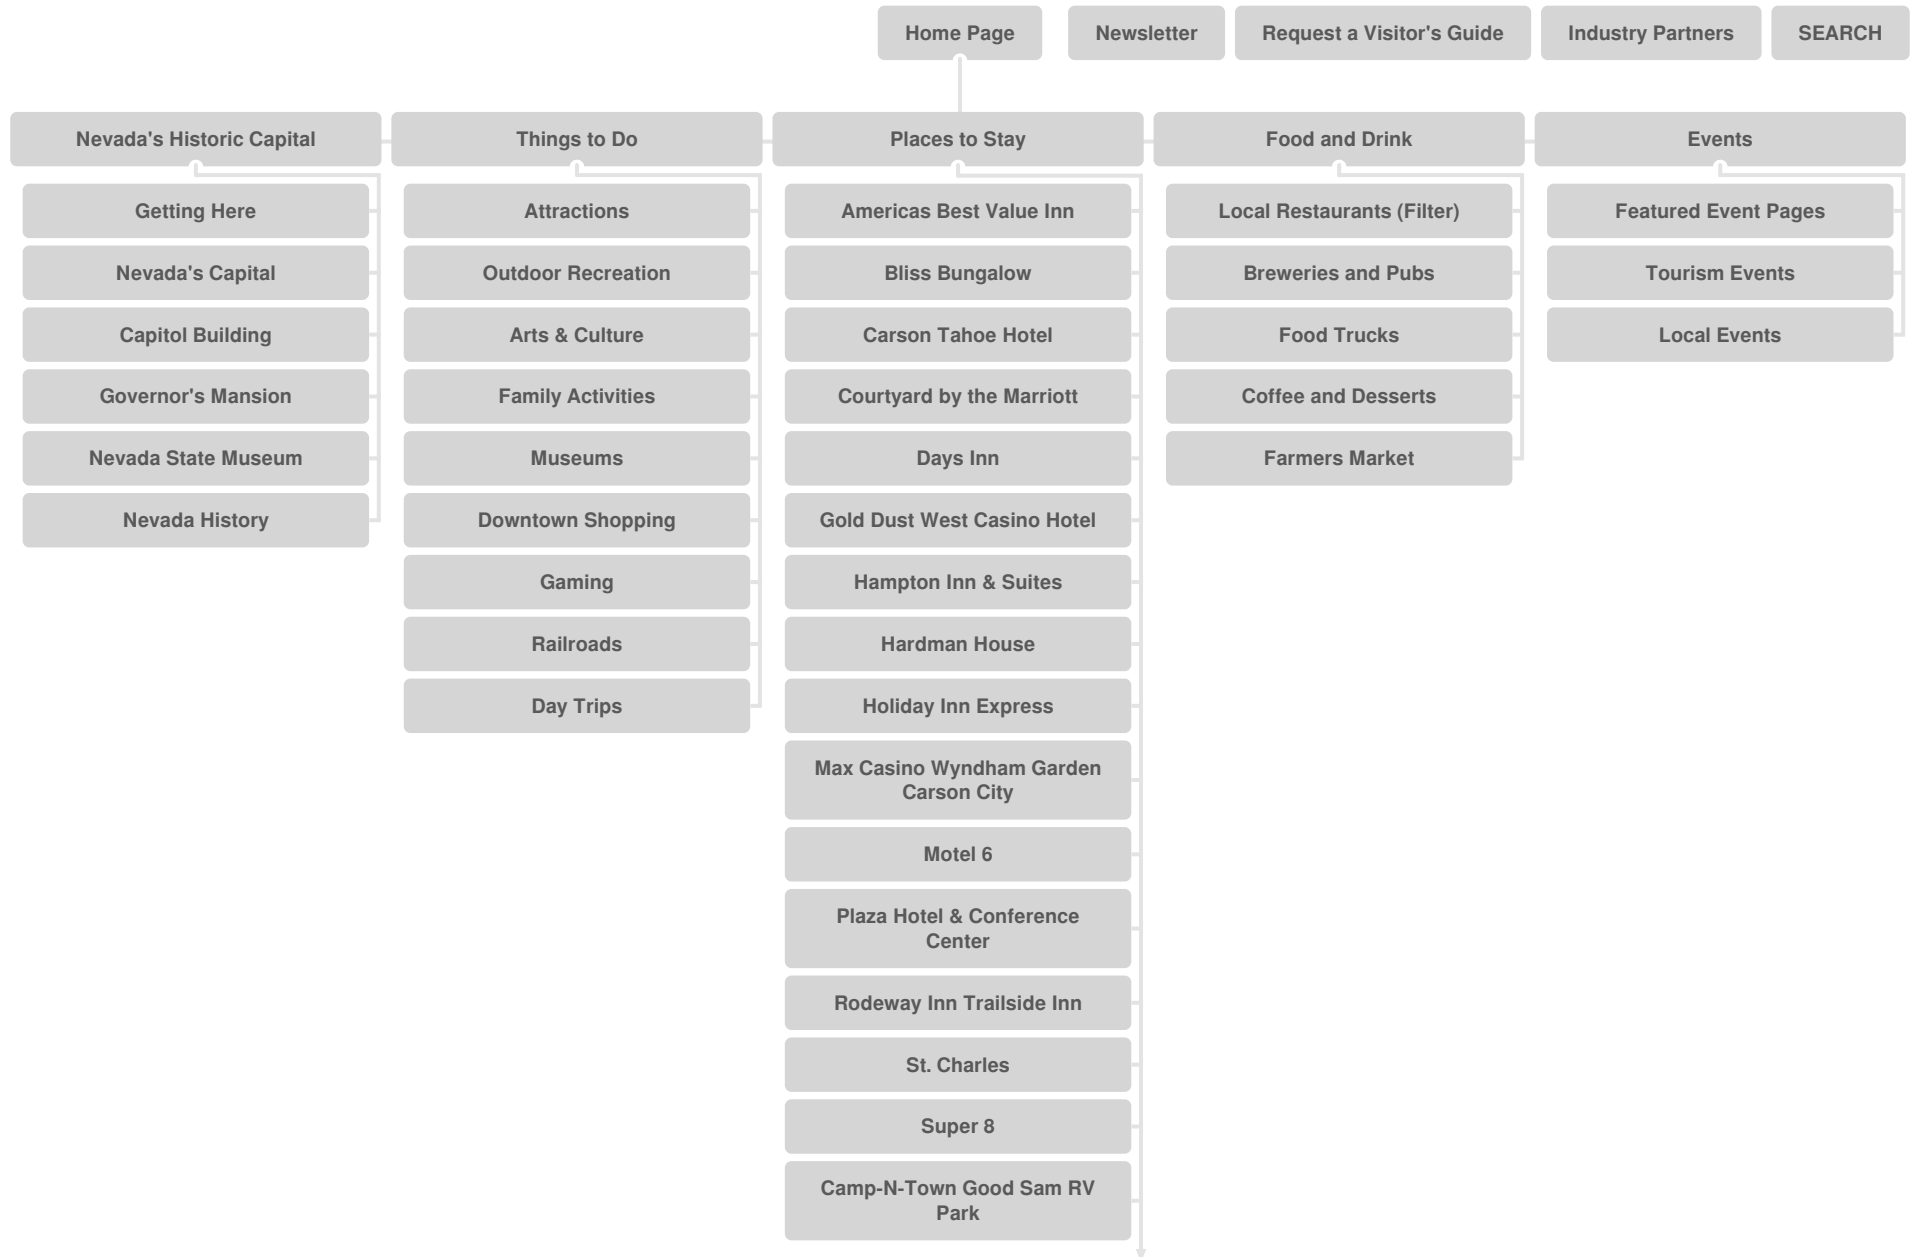 Home Page
Newsletter
Request a Visitor's Guide
Industry Partners
SEARCH
Nevada's Historic Capital
Getting Here
Nevada's Capital
Capitol Building
Governor's Mansion
Nevada State Museum
Nevada History
Things to Do
Attractions
Outdoor Recreation
Arts & Culture
Family Activities
Museums
Downtown Shopping
Gaming
Railroads
Day Trips
Places to Stay
Americas Best Value Inn
Bliss Bungalow
Carson Tahoe Hotel
Courtyard by the Marriott
Days Inn
Gold Dust West Casino Hotel
Hampton Inn & Suites
Hardman House
Holiday Inn Express
Max Casino Wyndham Garden
Carson City
Motel 6
Plaza Hotel & Conference
Center
Rodeway Inn Trailside Inn
St. Charles
Super 8
Camp-N-Town Good Sam RV
Park
Food and Drink
Local Restaurants (Filter)
Breweries and Pubs
Food Trucks
Coffee and Desserts
Farmers Market
Events
Featured Event Pages
Tourism Events
Local Events